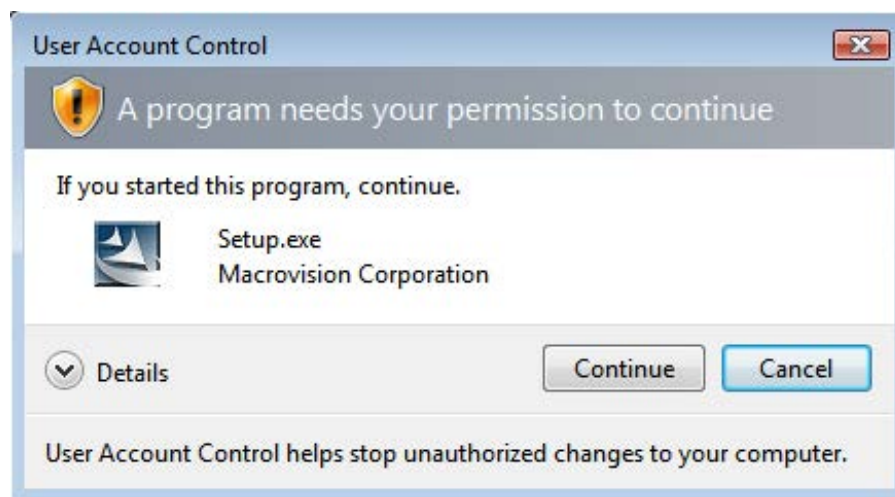 User Account Control
A program needs your permission to continue
If you started this program, continue.
Setup.exe
Macrovision Corporation
Details
Continue
Cancel
User Account Control helps stop unauthorized changes to your computer.